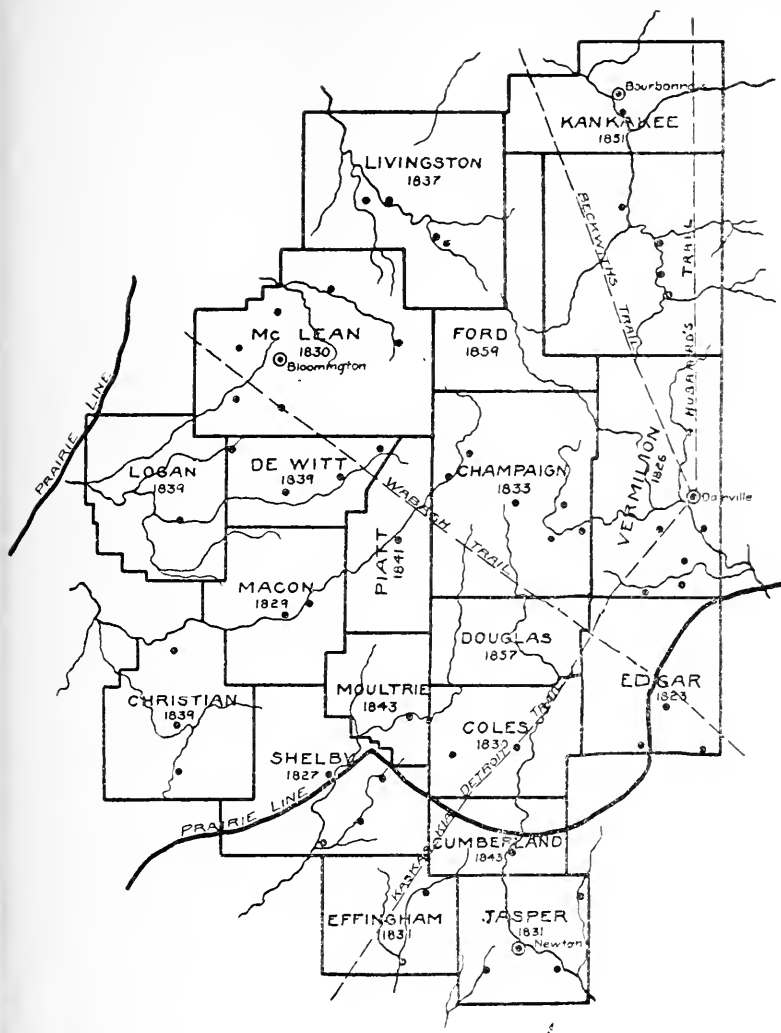 Bourbonnais
KANKAKEE
1851
LIVINGSTON
1837
BECKWITHS TRAIL
HUBBARD'S TRAIL
Mc LEAN
1830
Bloomington
FORD
1859
PRAIRIE LINE
LOGAN
1839
DE WITT
1839
CHAMPAIGN
1833
VERMILION
1826
Danville
WABASH TRAIL
PIATT
1841
MACON
1829
DOUGLAS
1857
EDGAR
1823
CHRISTIAN
1839
MOULTRIE
1843
COLES
1830
SHELBY
1827
PRAIRIE LINE
KASKASKIA DETROIT TRAIL
CUMBERLAND
1843
EFFINGHAM
1831
JASPER
1831
Newton